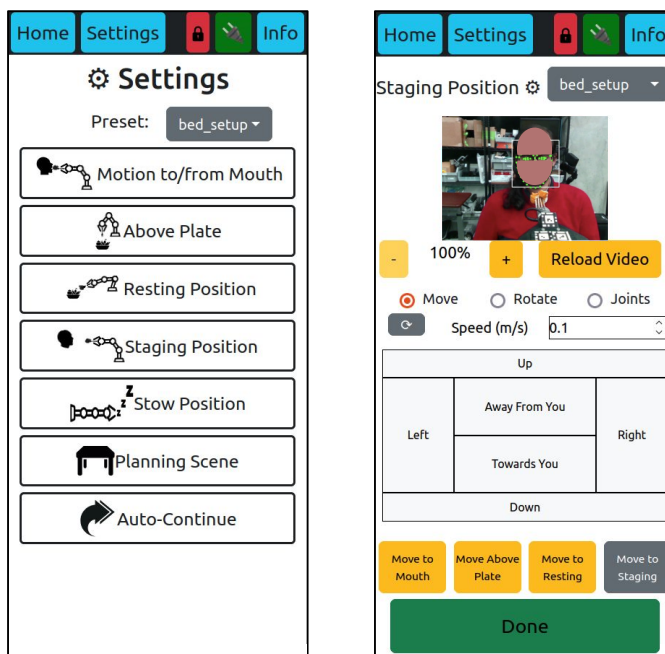 Home Settings Info
⚙ Settings
Preset: bed_setup
Motion to/from Mouth
Above Plate
Resting Position
Staging Position
z z z Stow Position
Planning Scene
Auto-Continue
Home Settings Info
Staging Position ⚙ bed_setup
- 100% + Reload Video
Move Rotate Joints
Speed (m/s) 0.1
Up
Left Away From You Right
Towards You
Down
Move to Mouth
Move Above Plate
Move to Resting
Move to Staging
Done